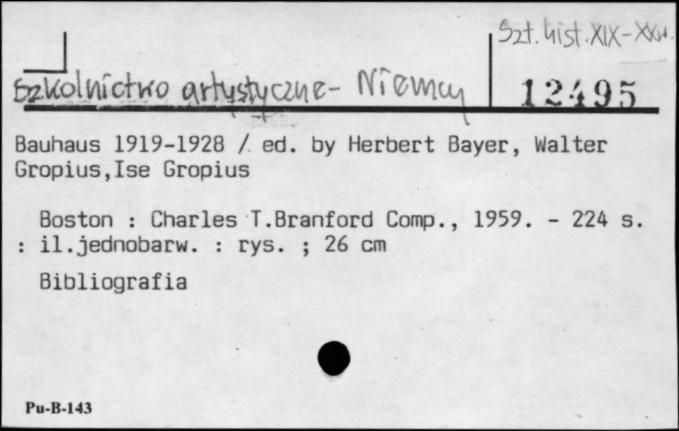 Szt. hist. XIX-XXw.
Szkolnictwo artystyczne - Niemcy
12495
Bauhaus 1919-1928 / ed. by Herbert Bayer, Walter
Gropius,Ise Gropius
Boston : Charles T.Branford Comp., 1959. - 224 s.
: il.jednobarw. : rys. ; 26 cm
Bibliografia
Pu-B-143